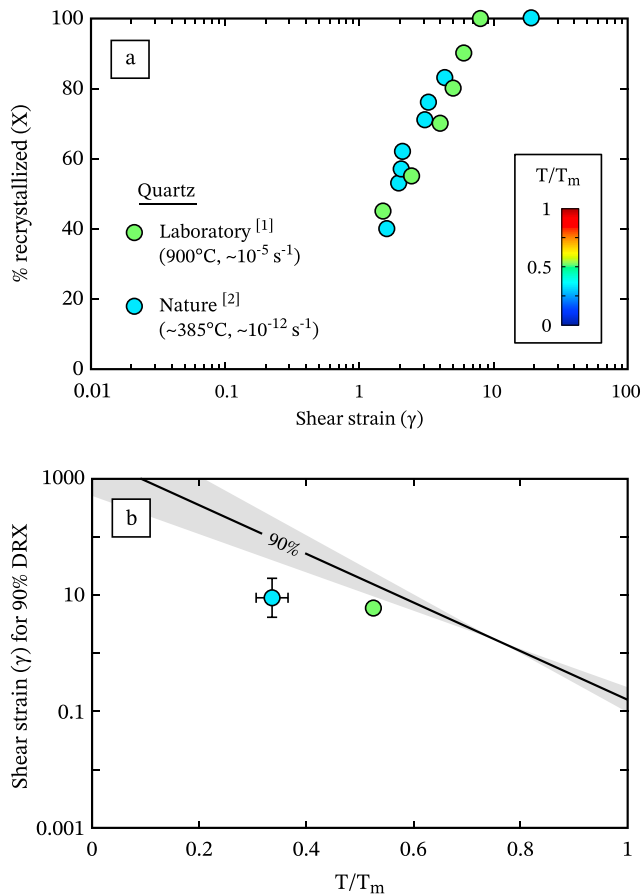 100
80
60
40
20
0
% recrystallized (X)
a
Quartz
Laboratory [1]
(900°C, ~10-5 s-1)
Nature [2]
(~385°C, ~10-12 s-1)
T/Tm
1
0.5
0
0.01
0.1
1
10
100
Shear strain (γ)
1000
10
0.1
0.001
Shear strain (γ) for 90% DRX
b
90%
0
0.2
0.4
0.6
0.8
1
T/Tm